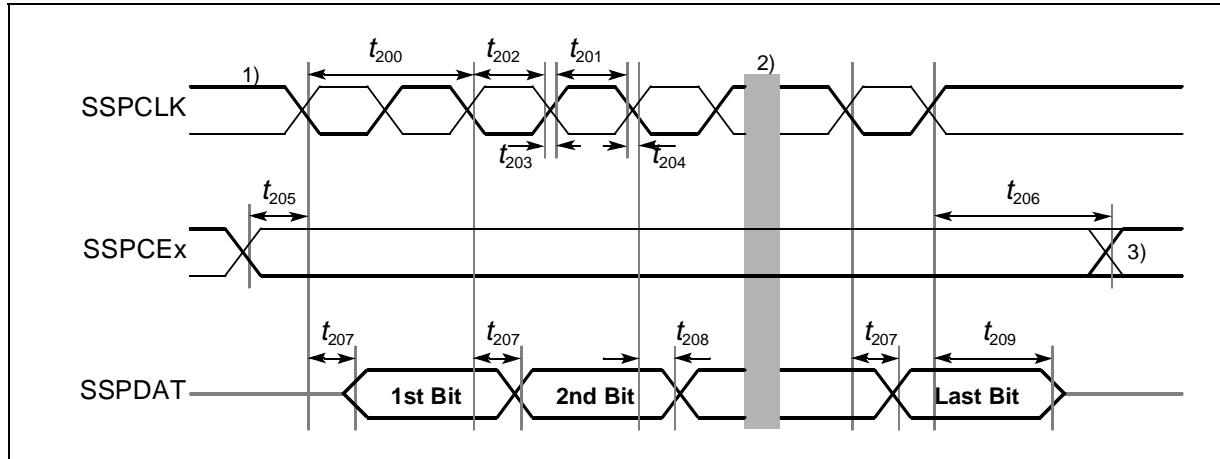 1) t200 t202 t201 2)
SSPCLK
t203 t204
t205 t206
SSPCEx 3)
t207 t207 t208 t207 t209
SSPDAT 1st Bit 2nd Bit Last Bit